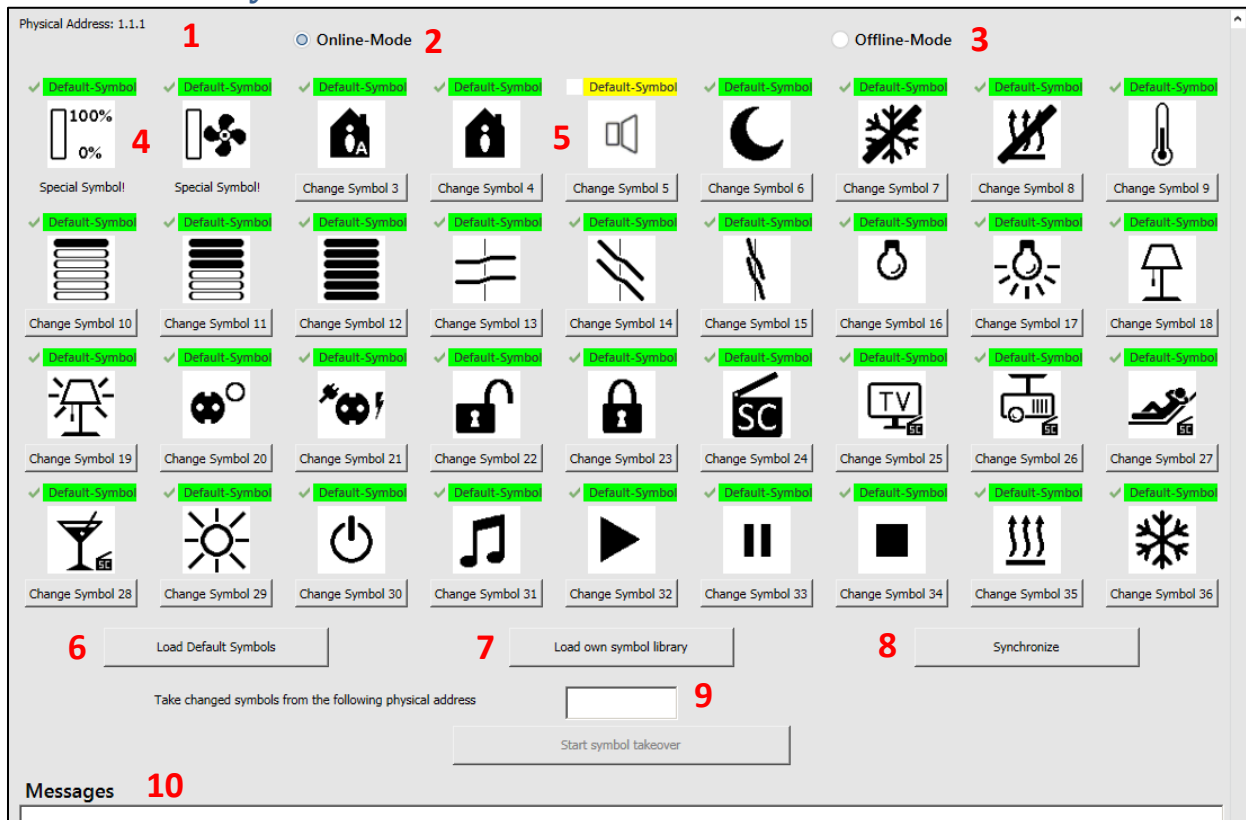 Physical Address: 1.1.1
1
Online-Mode 2
Offline-Mode 3
Default-Symbol Default-Symbol Default-Symbol Default-Symbol Default-Symbol Default-Symbol Default-Symbol Default-Symbol Default-Symbol
100%
0%
4
A
5
Special Symbol! Special Symbol! Change Symbol 3 Change Symbol 4 Change Symbol 5 Change Symbol 6 Change Symbol 7 Change Symbol 8 Change Symbol 9
Default-Symbol Default-Symbol Default-Symbol Default-Symbol Default-Symbol Default-Symbol Default-Symbol Default-Symbol Default-Symbol
Change Symbol 10 Change Symbol 11 Change Symbol 12 Change Symbol 13 Change Symbol 14 Change Symbol 15 Change Symbol 16 Change Symbol 17 Change Symbol 18
Default-Symbol Default-Symbol Default-Symbol Default-Symbol Default-Symbol Default-Symbol Default-Symbol Default-Symbol Default-Symbol
1 1 SC TV SC SC SC
Change Symbol 19 Change Symbol 20 Change Symbol 21 Change Symbol 22 Change Symbol 23 Change Symbol 24 Change Symbol 25 Change Symbol 26 Change Symbol 27
Default-Symbol Default-Symbol Default-Symbol Default-Symbol Default-Symbol Default-Symbol Default-Symbol Default-Symbol Default-Symbol
SC
Change Symbol 28 Change Symbol 29 Change Symbol 30 Change Symbol 31 Change Symbol 32 Change Symbol 33 Change Symbol 34 Change Symbol 35 Change Symbol 36
6 Load Default Symbols 7 Load own symbol library 8 Synchronize
Take changed symbols from the following physical address 9
Start symbol takeover
Messages 10